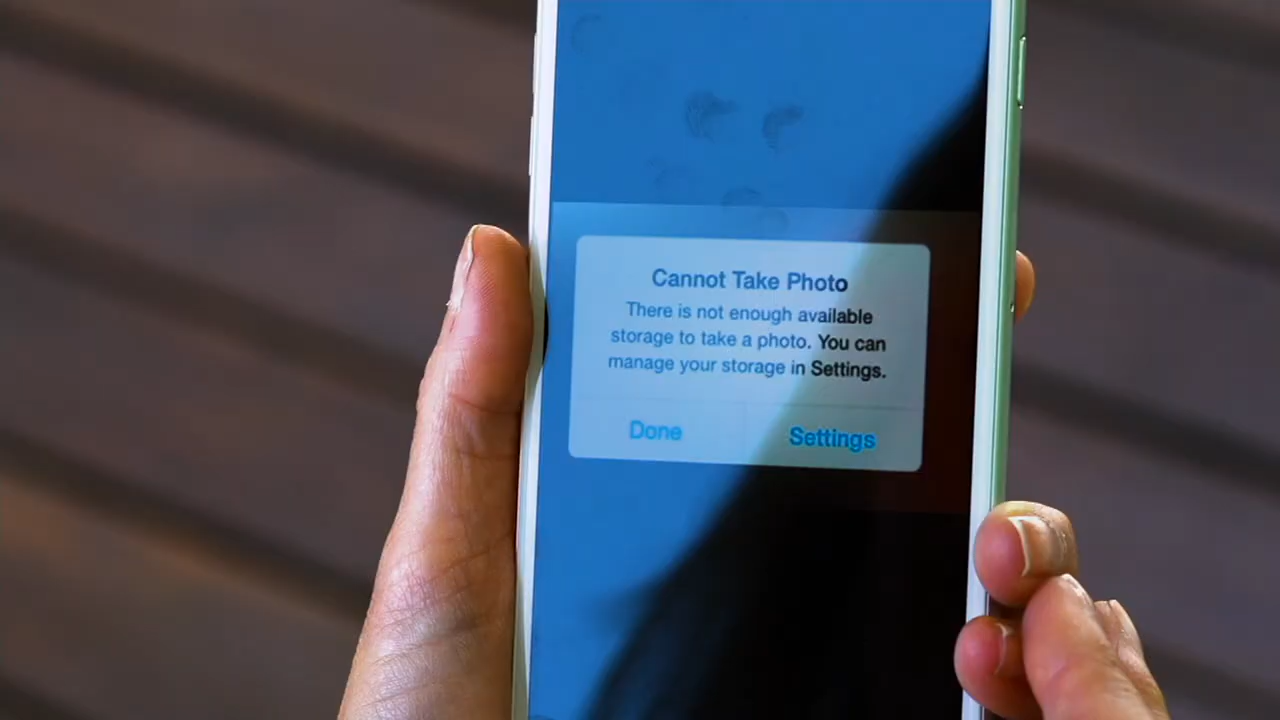 Cannot Take Photo
There is not enough available
storage to take a photo. You can
manage your storage in Settings.
Done
Settings